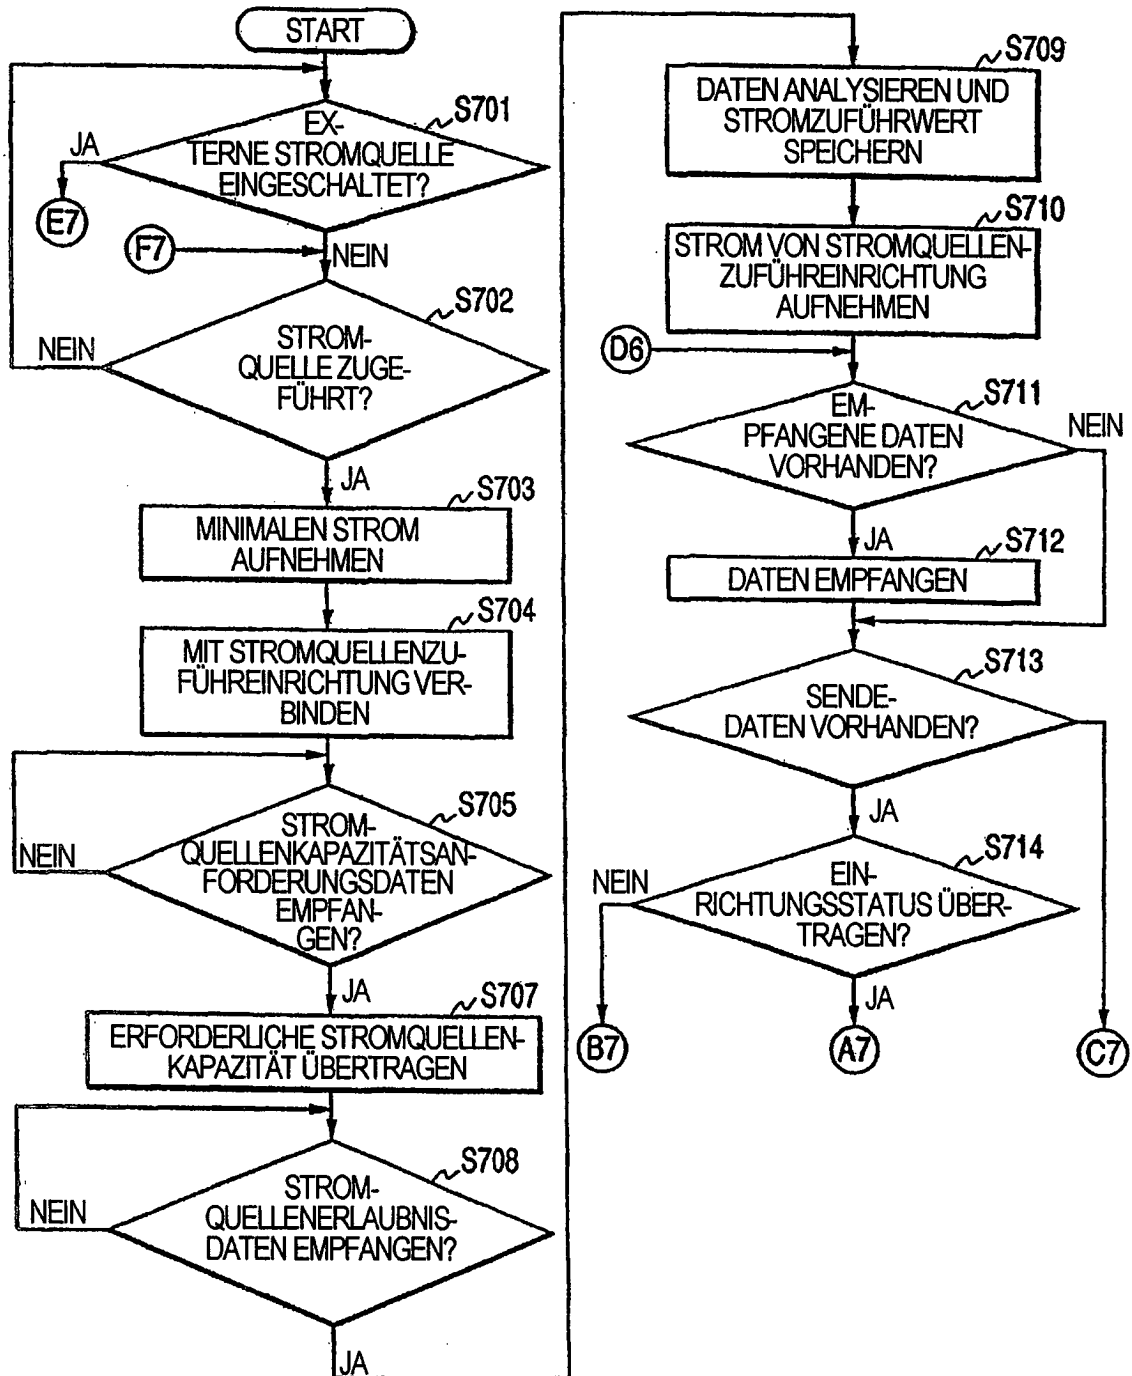 START
S701
EX-
TERNE STROMQUELLE
EINGESCHALTET?
JA
E7
F7
NEIN
S702
STROM-
QUELLE ZUGE-
FÜHRT?
NEIN
JA
S703
MINIMALEN STROM
AUFNEHMEN
S704
MIT STROMQUELLENZU-
FÜHREINRICHTUNG VER-
BINDEN
S705
STROM-
QUELLENKAPAZITÄTSAN-
FORDERUNGSDATEN
EMPFAN-
GEN?
NEIN
JA
S707
ERFORDERLICHE STROMQUELLEN-
KAPAZITÄT ÜBERTRAGEN
S708
STROM-
QUELLENERLAUBNIS-
DATEN EMPFANGEN?
NEIN
JA
S709
DATEN ANALYSIEREN UND
STROMZUFÜHRWERT
SPEICHERN
S710
STROM VON STROMQUELLEN-
ZUFÜHREINRICHTUNG
AUFNEHMEN
D6
S711
EM-
PFANGENE DATEN
VORHANDEN?
NEIN
JA
S712
DATEN EMPFANGEN
S713
SENDE-
DATEN VORHANDEN?
JA
S714
EIN-
RICHTUNGSSTATUS ÜBER-
TRAGEN?
NEIN
JA
B7
A7
C7